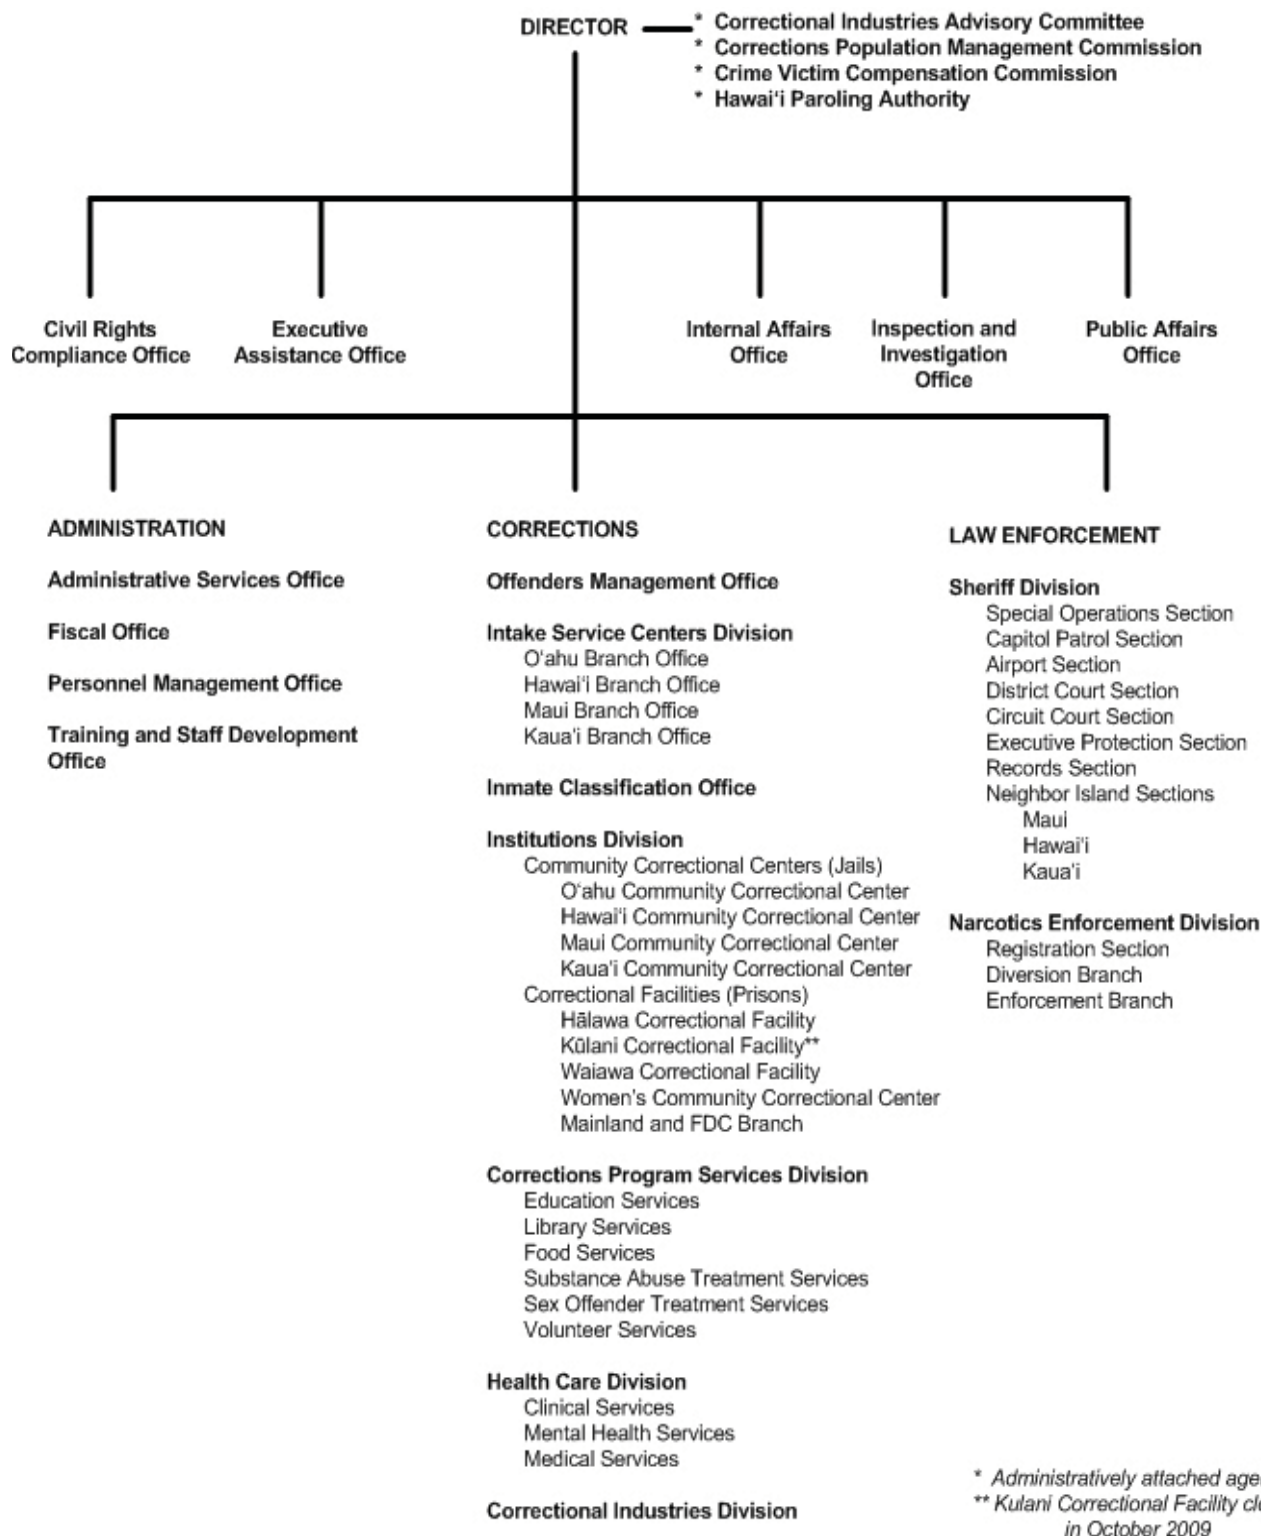 DIRECTOR
* Correctional Industries Advisory Committee
* Corrections Population Management Commission
* Crime Victim Compensation Commission
* Hawai‘i Paroling Authority
Civil Rights
Compliance Office
Executive
Assistance Office
Internal Affairs
Office
Inspection and
Investigation
Office
Public Affairs
Office
ADMINISTRATION
Administrative Services Office
Fiscal Office
Personnel Management Office
Training and Staff Development
Office
CORRECTIONS
Offenders Management Office
Intake Service Centers Division
O‘ahu Branch Office
Hawai‘i Branch Office
Maui Branch Office
Kaua'i Branch Office
Inmate Classification Office
Institutions Division
Community Correctional Centers (Jails)
O‘ahu Community Correctional Center
Hawai‘i Community Correctional Center
Maui Community Correctional Center
Kaua'i Community Correctional Center
Correctional Facilities (Prisons)
Hālawa Correctional Facility
Kūlani Correctional Facility**
Waiawa Correctional Facility
Women's Community Correctional Center
Mainland and FDC Branch
Corrections Program Services Division
Education Services
Library Services
Food Services
Substance Abuse Treatment Services
Sex Offender Treatment Services
Volunteer Services
Health Care Division
Clinical Services
Mental Health Services
Medical Services
Correctional Industries Division
LAW ENFORCEMENT
Sheriff Division
Special Operations Section
Capitol Patrol Section
Airport Section
District Court Section
Circuit Court Section
Executive Protection Section
Records Section
Neighbor Island Sections
Maui
Hawai'i
Kaua'i
Narcotics Enforcement Division
Registration Section
Diversion Branch
Enforcement Branch
* Administratively attached
** Kulani Correctional Facility
in October 2009